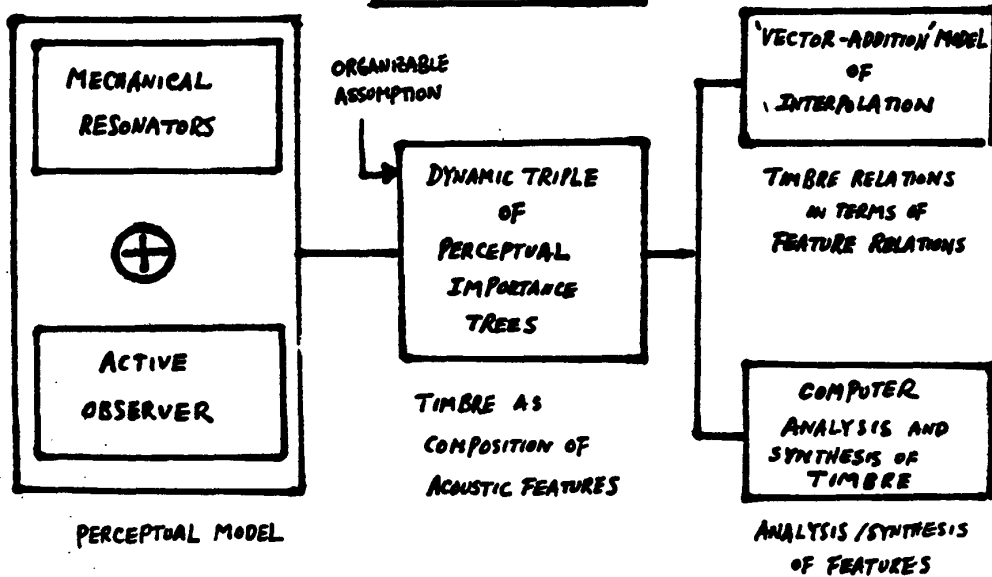 MECHANICAL
RESONATORS
ACTIVE
OBSERVER
PERCEPTUAL MODEL
ORGANIZABLE
ASSUMPTION
DYNAMIC TRIPLE
OF
PERCEPTUAL
IMPORTANCE
TREES
TIMBRE AS
COMPOSITION OF
ACOUSTIC FEATURES
'VECTOR-ADDITION' MODEL
OF
INTERPOLATION
TIMBRE RELATIONS
IN TERMS OF
FEATURE RELATIONS
COMPUTER
ANALYSIS AND
SYNTHESIS OF
TIMBRE
ANALYSIS/SYNTHESIS
OF FEATURES